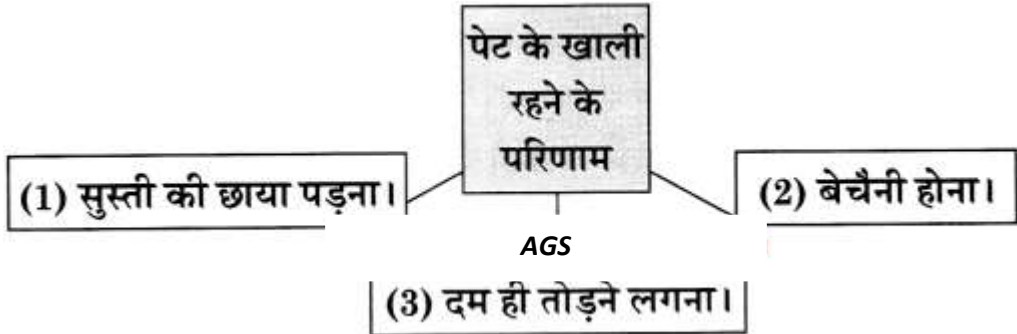 पेट के खाली
रहने के
परिणाम
(1) सुस्ती की छाया पड़ना।
(2) बेचैनी होना।
AGS
(3) दम ही तोड़ने लगना।